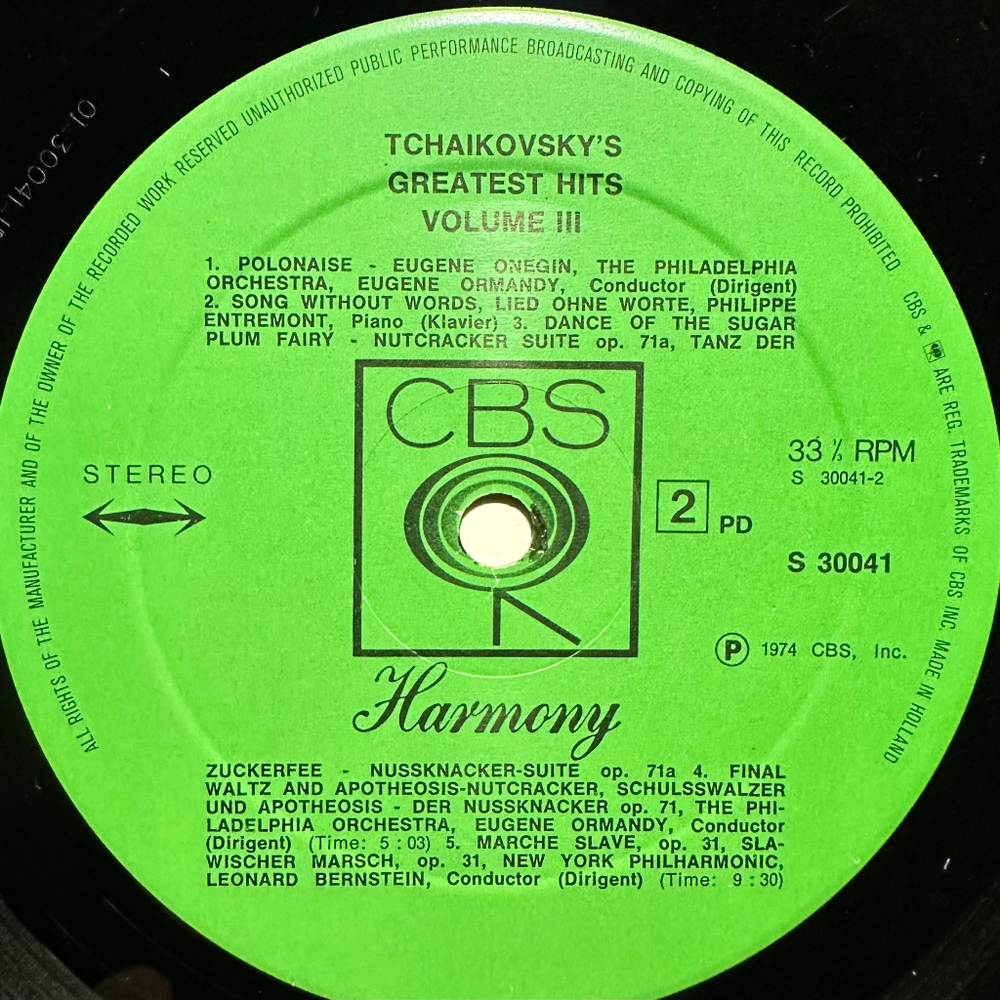 ALL RIGHTS OF THE MANUFACTURER AND OF THE OWNER OF THE RECORDED WORK RESERVED UNAUTHORIZED PUBLIC PERFORMANCE BROADCASTING AND COPYING OF THIS RECORD PROHIBITED CBS & ARE REG. TRADEMARKS OF CBS INC. MADE IN HOLLAND
TCHAIKOVSKY'S
GREATEST HITS
VOLUME III
1. POLONAISE - EUGENE ONEGIN, THE PHILADELPHIA
ORCHESTRA, EUGENE ORMANDY, Conductor (Dirigent)
2. SONG WITHOUT WORDS, LIED OHNE WORTE, PHILIPPE
ENTREMONT, Piano (Klavier) 3. DANCE OF THE SUGAR
PLUM FAIRY - NUTCRACKER SUITE op. 71a, TANZ DER
CBS
STEREO
33 ⅓ RPM
S 30041-2
2 PD
S 30041
Ⓟ 1974 CBS, Inc.
Harmony
ZUCKERFEE - NUSSKNACKER-SUITE op. 71a 4. FINAL
WALTZ AND APOTHEOSIS-NUTCRACKER, SCHULSSWALZER
UND APOTHEOSIS - DER NUSSKNACKER op. 71, THE PHI-
LADELPHIA ORCHESTRA, EUGENE ORMANDY, Conductor
(Dirigent) (Time: 5 : 03) 5. MARCHE SLAVE, op. 31, SLA-
WISCHER MARSCH, op. 31, NEW YORK PHILHARMONIC,
LEONARD BERNSTEIN, Conductor (Dirigent) (Time: 9 : 30)